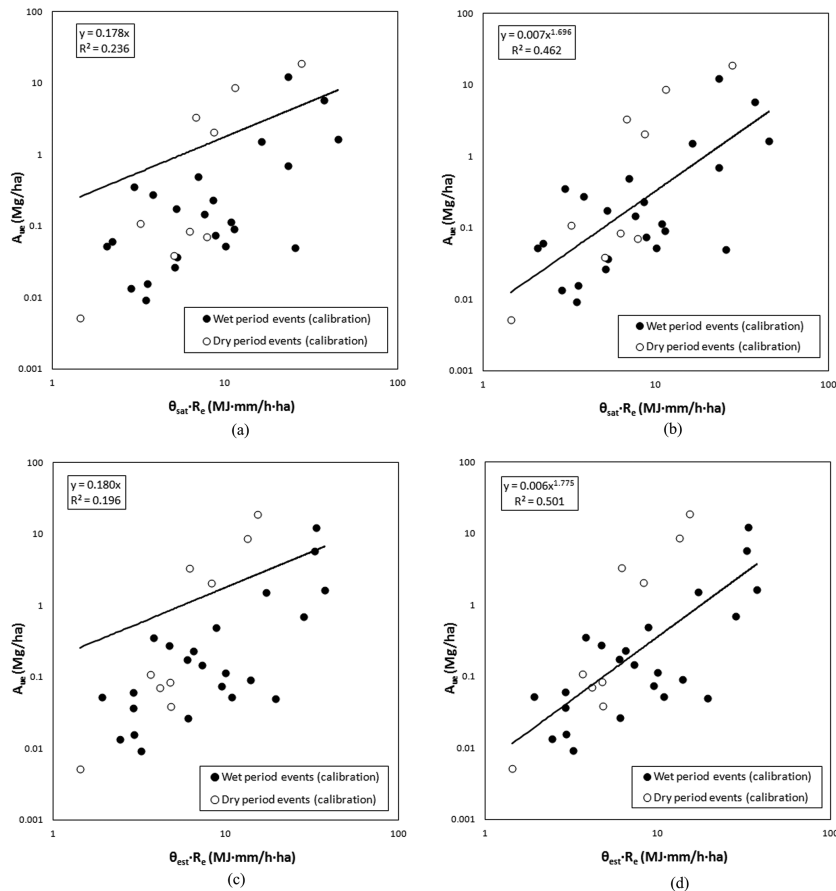 y = 0.178x
R² = 0.236
100
10
1
0.1
0.01
0.001
A_ue (Mg/ha)
● Wet period events (calibration)
○ Dry period events (calibration)
1 10 100
θ_sat·R_e (MJ·mm/h·ha)
(a)
y = 0.007x^1.696
R² = 0.462
100
10
1
0.1
0.01
0.001
A_ue (Mg/ha)
● Wet period events (calibration)
○ Dry period events (calibration)
1 10 100
θ_sat·R_e (MJ·mm/h·ha)
(b)
y = 0.180x
R² = 0.196
100
10
1
0.1
0.01
0.001
A_ue (Mg/ha)
● Wet period events (calibration)
○ Dry period events (calibration)
1 10 100
θ_est·R_e (MJ·mm/h·ha)
(c)
y = 0.006x^1.775
R² = 0.501
100
10
1
0.1
0.01
0.001
A_ue (Mg/ha)
● Wet period events (calibration)
○ Dry period events (calibration)
1 10 100
θ_est·R_e (MJ·mm/h·ha)
(d)